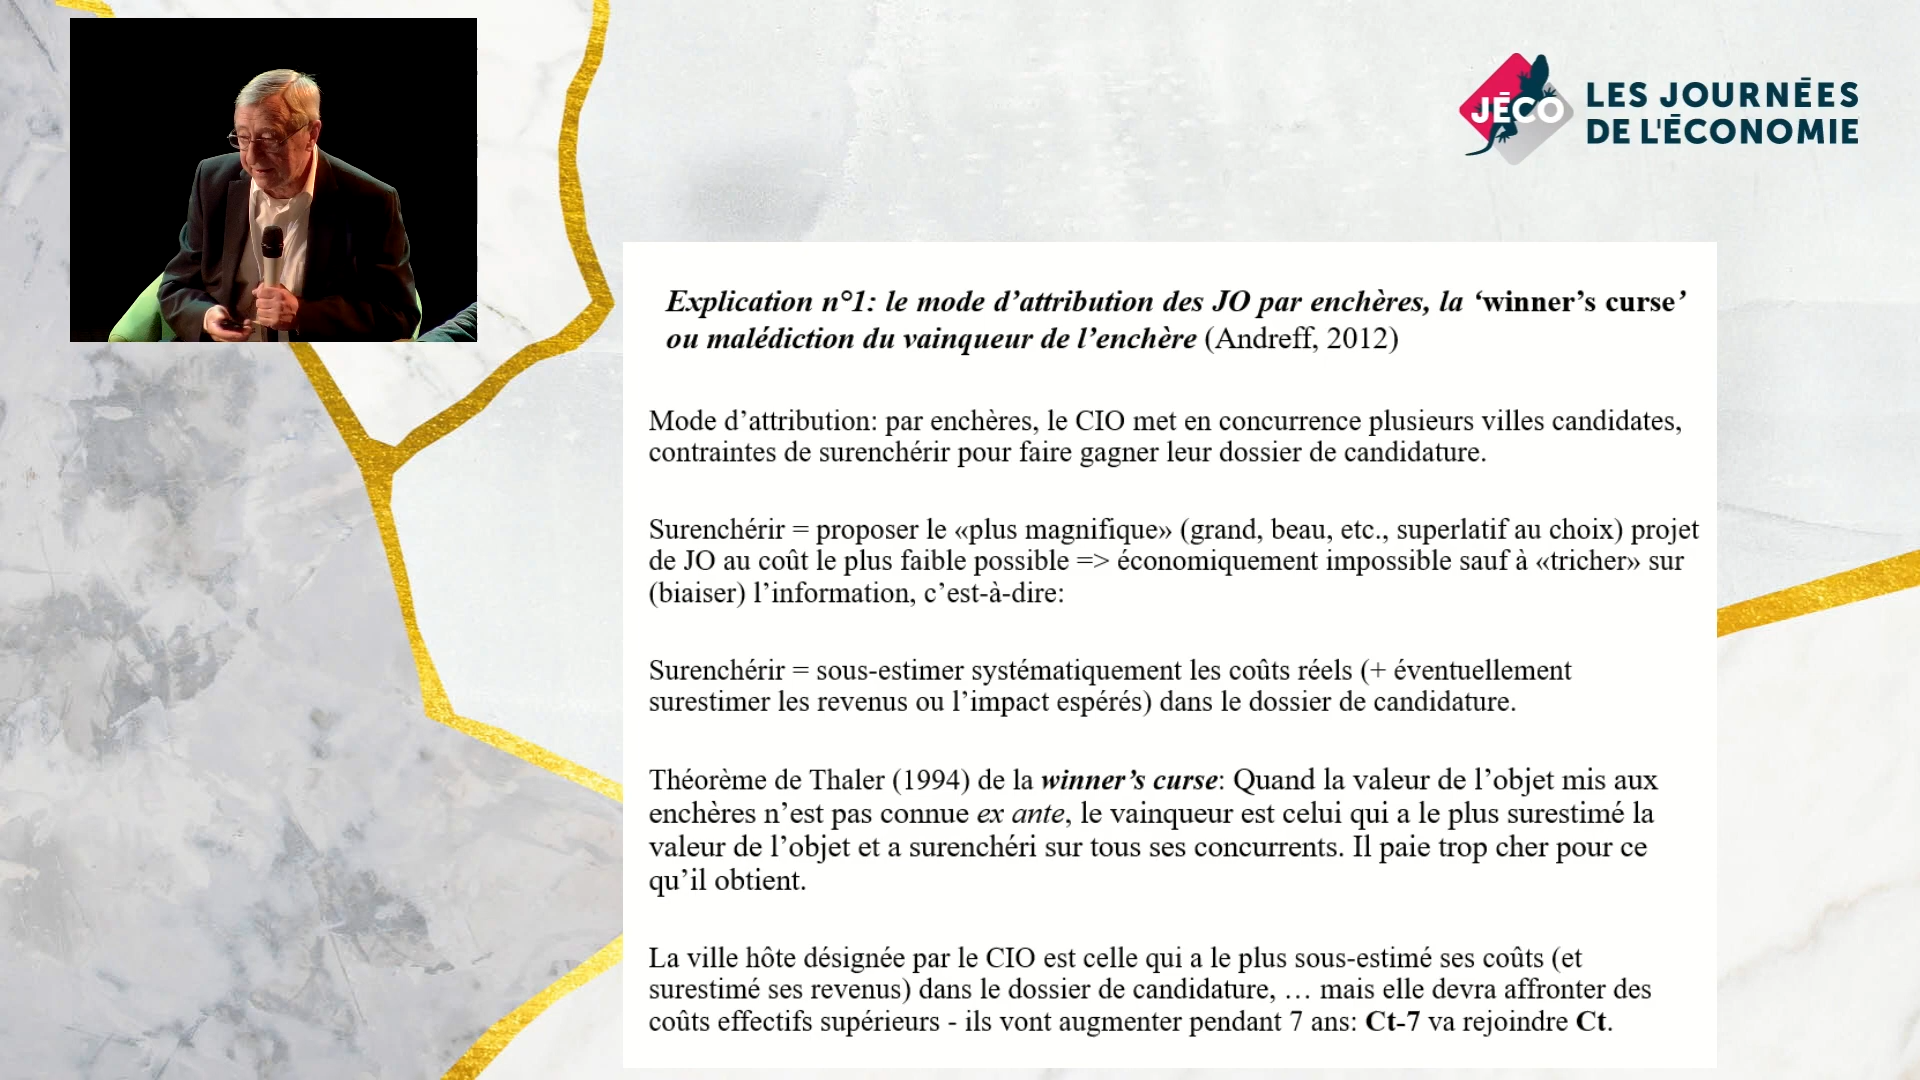 JÉCO
LES JOURNÉES
DE L'ÉCONOMIE
Explication n°1: le mode d’attribution des JO par enchères, la ‘winner’s curse’
ou malédiction du vainqueur de l’enchère (Andreff, 2012)
Mode d’attribution: par enchères, le CIO met en concurrence plusieurs villes candidates,
contraintes de surenchérir pour faire gagner leur dossier de candidature.
Surenchérir = proposer le «plus magnifique» (grand, beau, etc., superlatif au choix) projet
de JO au coût le plus faible possible => économiquement impossible sauf à «tricher» sur
(biaiser) l’information, c’est-à-dire:
Surenchérir = sous-estimer systématiquement les coûts réels (+ éventuellement
surestimer les revenus ou l’impact espérés) dans le dossier de candidature.
Théorème de Thaler (1994) de la winner’s curse: Quand la valeur de l’objet mis aux
enchères n’est pas connue ex ante, le vainqueur est celui qui a le plus surestimé la
valeur de l’objet et a surenchéri sur tous ses concurrents. Il paie trop cher pour ce
qu’il obtient.
La ville hôte désignée par le CIO est celle qui a le plus sous-estimé ses coûts (et
surestimé ses revenus) dans le dossier de candidature, … mais elle devra affronter des
coûts effectifs supérieurs - ils vont augmenter pendant 7 ans: Ct-7 va rejoindre Ct.